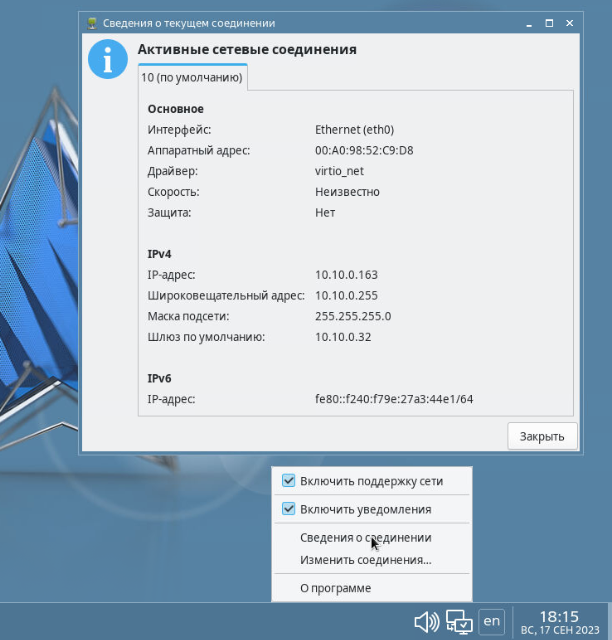 Сведения о текущем соединении
Активные сетевые соединения
10 (по умолчанию)
Основное
Интерфейс: Ethernet (eth0)
Аппаратный адрес: 00:A0:98:52:C9:D8
Драйвер: virtio_net
Скорость: Неизвестно
Защита: Нет
IPv4
IP-адрес: 10.10.0.163
Широковещательный адрес: 10.10.0.255
Маска подсети: 255.255.255.0
Шлюз по умолчанию: 10.10.0.32
IPv6
IP-адрес: fe80::f240:f79e:27a3:44e1/64
Закрыть
Включить поддержку сети
Включить уведомления
Сведения о соединении
Изменить соединения...
О программе
en
18:15
ВС, 17 СЕН 2023